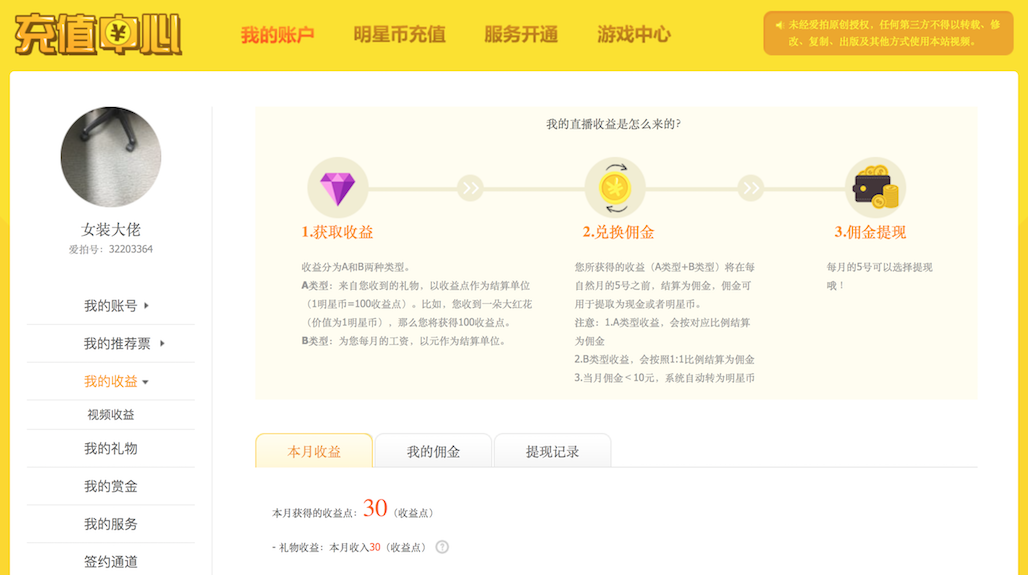 充值中心
我的账户
明星币充值
服务开通
游戏中心
未经爱拍原创授权，任何第三方不得以转载、修
改、复制、出版及其他方式使用本站视频。
女装大佬
爱拍号：32203364
我的账号
我的推荐票
我的收益
视频收益
我的礼物
我的赏金
我的服务
签约通道
我的直播收益是怎么来的?
1.获取收益
收益分为A和B两种类型。
A类型：来自您收到的礼物，以收益点作为结算单位
（1明星币=100收益点）。比如，您收到一朵大红花
（价值为1明星币），那么您将获得100收益点。
B类型：为您每月的工资，以元作为结算单位。
2.兑换佣金
您所获得的收益（A类型+B类型）将在每
自然月的5号之前，结算为佣金，佣金可
用于提取为现金或者明星币。
注意：1.A类型收益，会按对应比例结算
为佣金
2.B类型收益，会按照1:1比例结算为佣金
3.当月佣金＜10元，系统自动转为明星币
3.佣金提现
每月的5号可以选择提现
哦！
本月收益
我的佣金
提现记录
本月获得的收益点：30（收益点）
- 礼物收益：本月收入30（收益点） ?